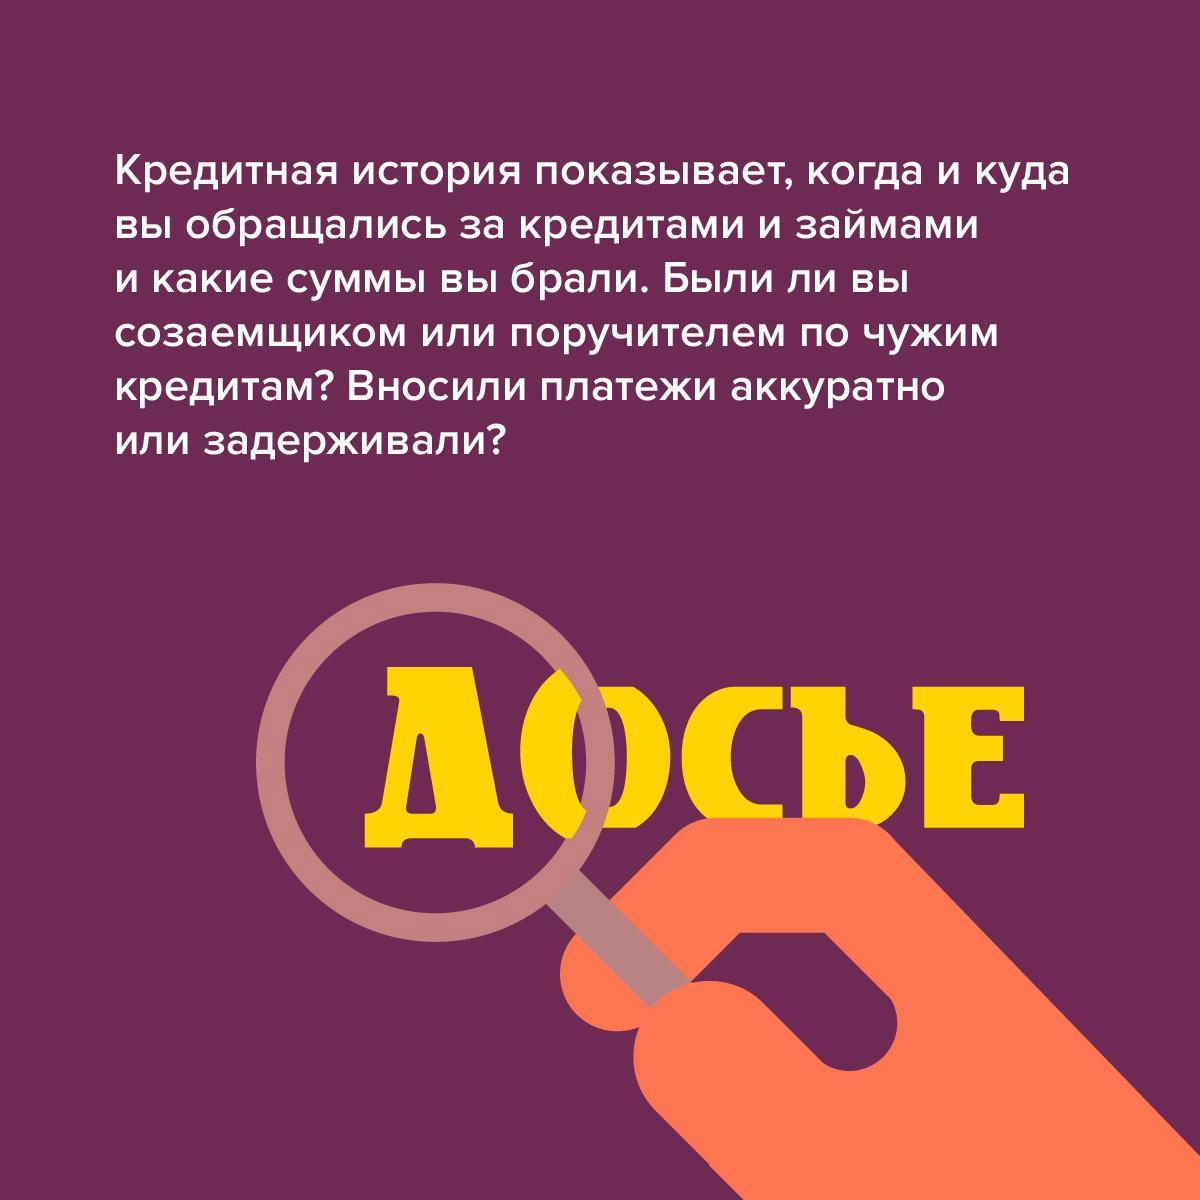 Кредитная история показывает, когда и куда
вы обращались за кредитами и займами
и какие суммы вы брали. Были ли вы
созаемщиком или поручителем по чужим
кредитам? Вносили платежи аккуратно
или задерживали?
ДОСЬЕ